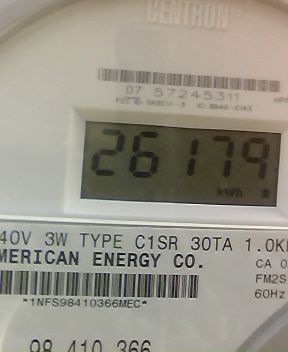 CENTRON®
07 57245311
26179
kWh
40V 3W TYPE C1SR 30TA 1.0K
MERICAN ENERGY CO.
CA 0
FM2S
60Hz
*1NFS98410366MEC*
98 410 366